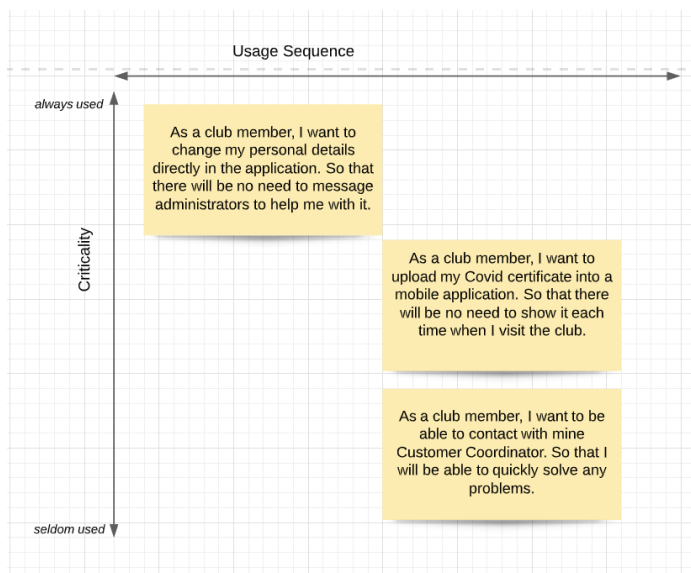 Usage Sequence
always used
As a club member, I want to
change my personal details
directly in the application. So that
there will be no need to message
administrators to help me with it.
Criticality
As a club member, I want to
upload my Covid certificate into a
mobile application. So that there
will be no need to show it each
time when I visit the club.
As a club member, I want to be
able to contact with mine
Customer Coordinator. So that I
will be able to quickly solve any
problems.
seldom used